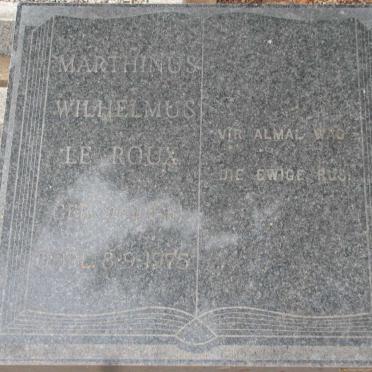 MARTHINUS
WILHELMUS
LE ROUX
OORL. 8.9.1975
VIR ALMAL WAG
DIE EWIGE RUS